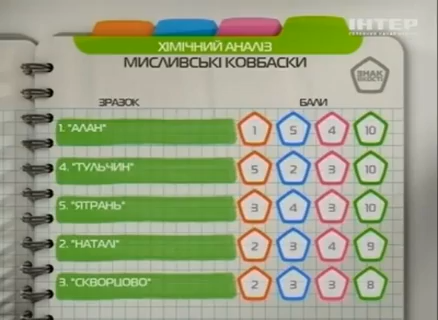 ІНТЕР
ХІМІЧНИЙ АНАЛІЗ
МИСЛИВСЬКІ КОВБАСКИ
ЗНАК ЯКОСТІ
ЗРАЗОК БАЛИ
1. "АЛАН" 1 5 4 10
4. "ТУЛЬЧИН" 5 2 3 10
5. "ЯТРАНЬ" 3 4 3 10
2. "НАТАЛІ" 2 3 4 9
3. "СКВОРЦОВО" 2 3 3 8